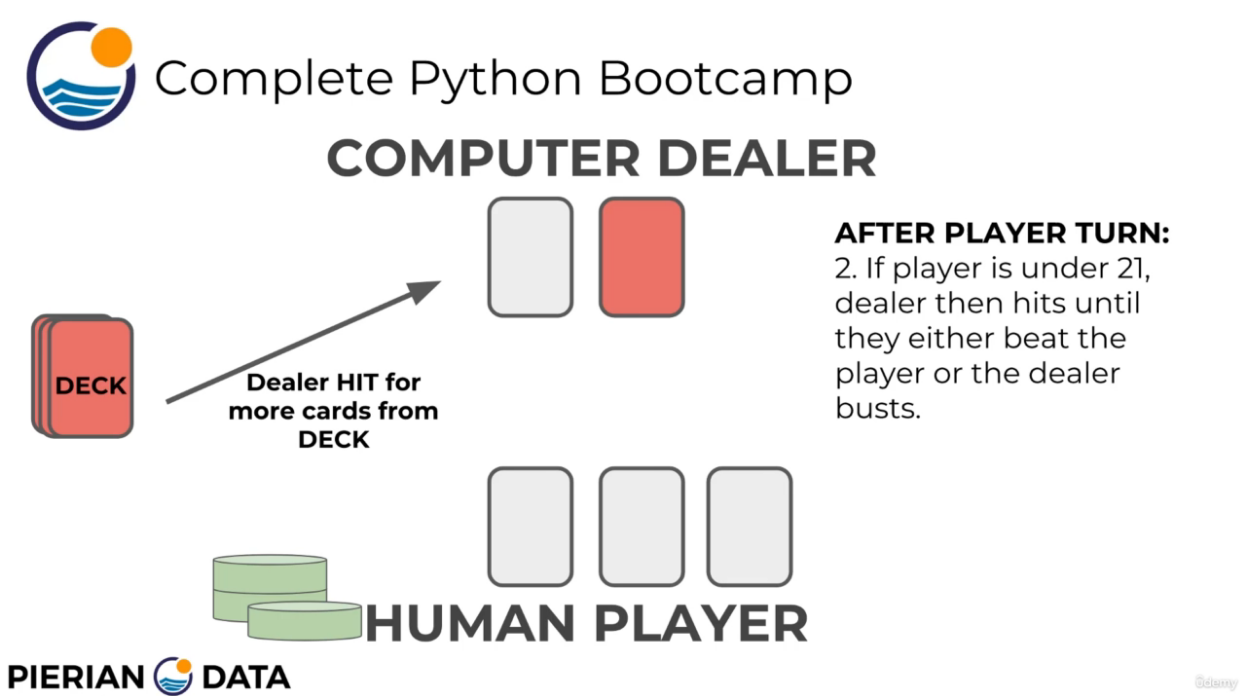 Complete Python Bootcamp
COMPUTER DEALER
AFTER PLAYER TURN:
2. If player is under 21,
dealer then hits until
they either beat the
player or the dealer
busts.
DECK
Dealer HIT for
more cards from
DECK
HUMAN PLAYER
PIERIAN DATA
ûdemy